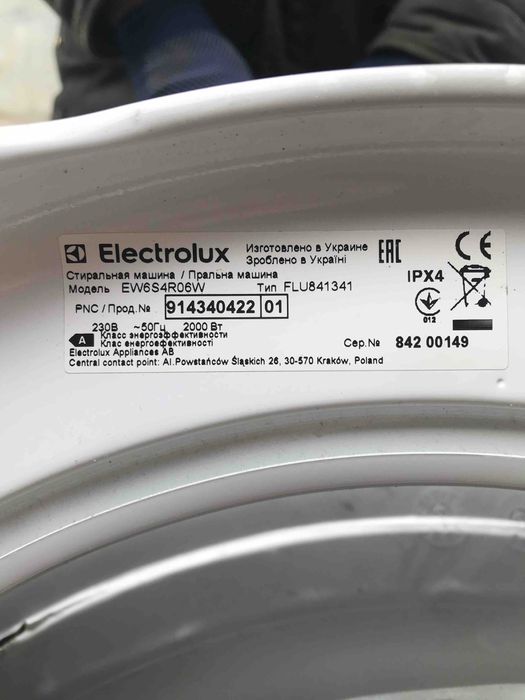 Electrolux
Изготовлено в Украине
Зроблено в Україні
EAC
CE
Стиральная машина / Пральна машина
Модель EW6S4R06W Тип FLU841341
IPX4
PNC / Прод.№ 914340422 01
012
230В ~50Гц 2000 Вт
A Класс энергоэффективности
Клас енергоефективності
Сер.№ 842 00149
Electrolux Appliances AB
Central contact point: Al.Powstańców Śląskich 26, 30-570 Kraków, Poland